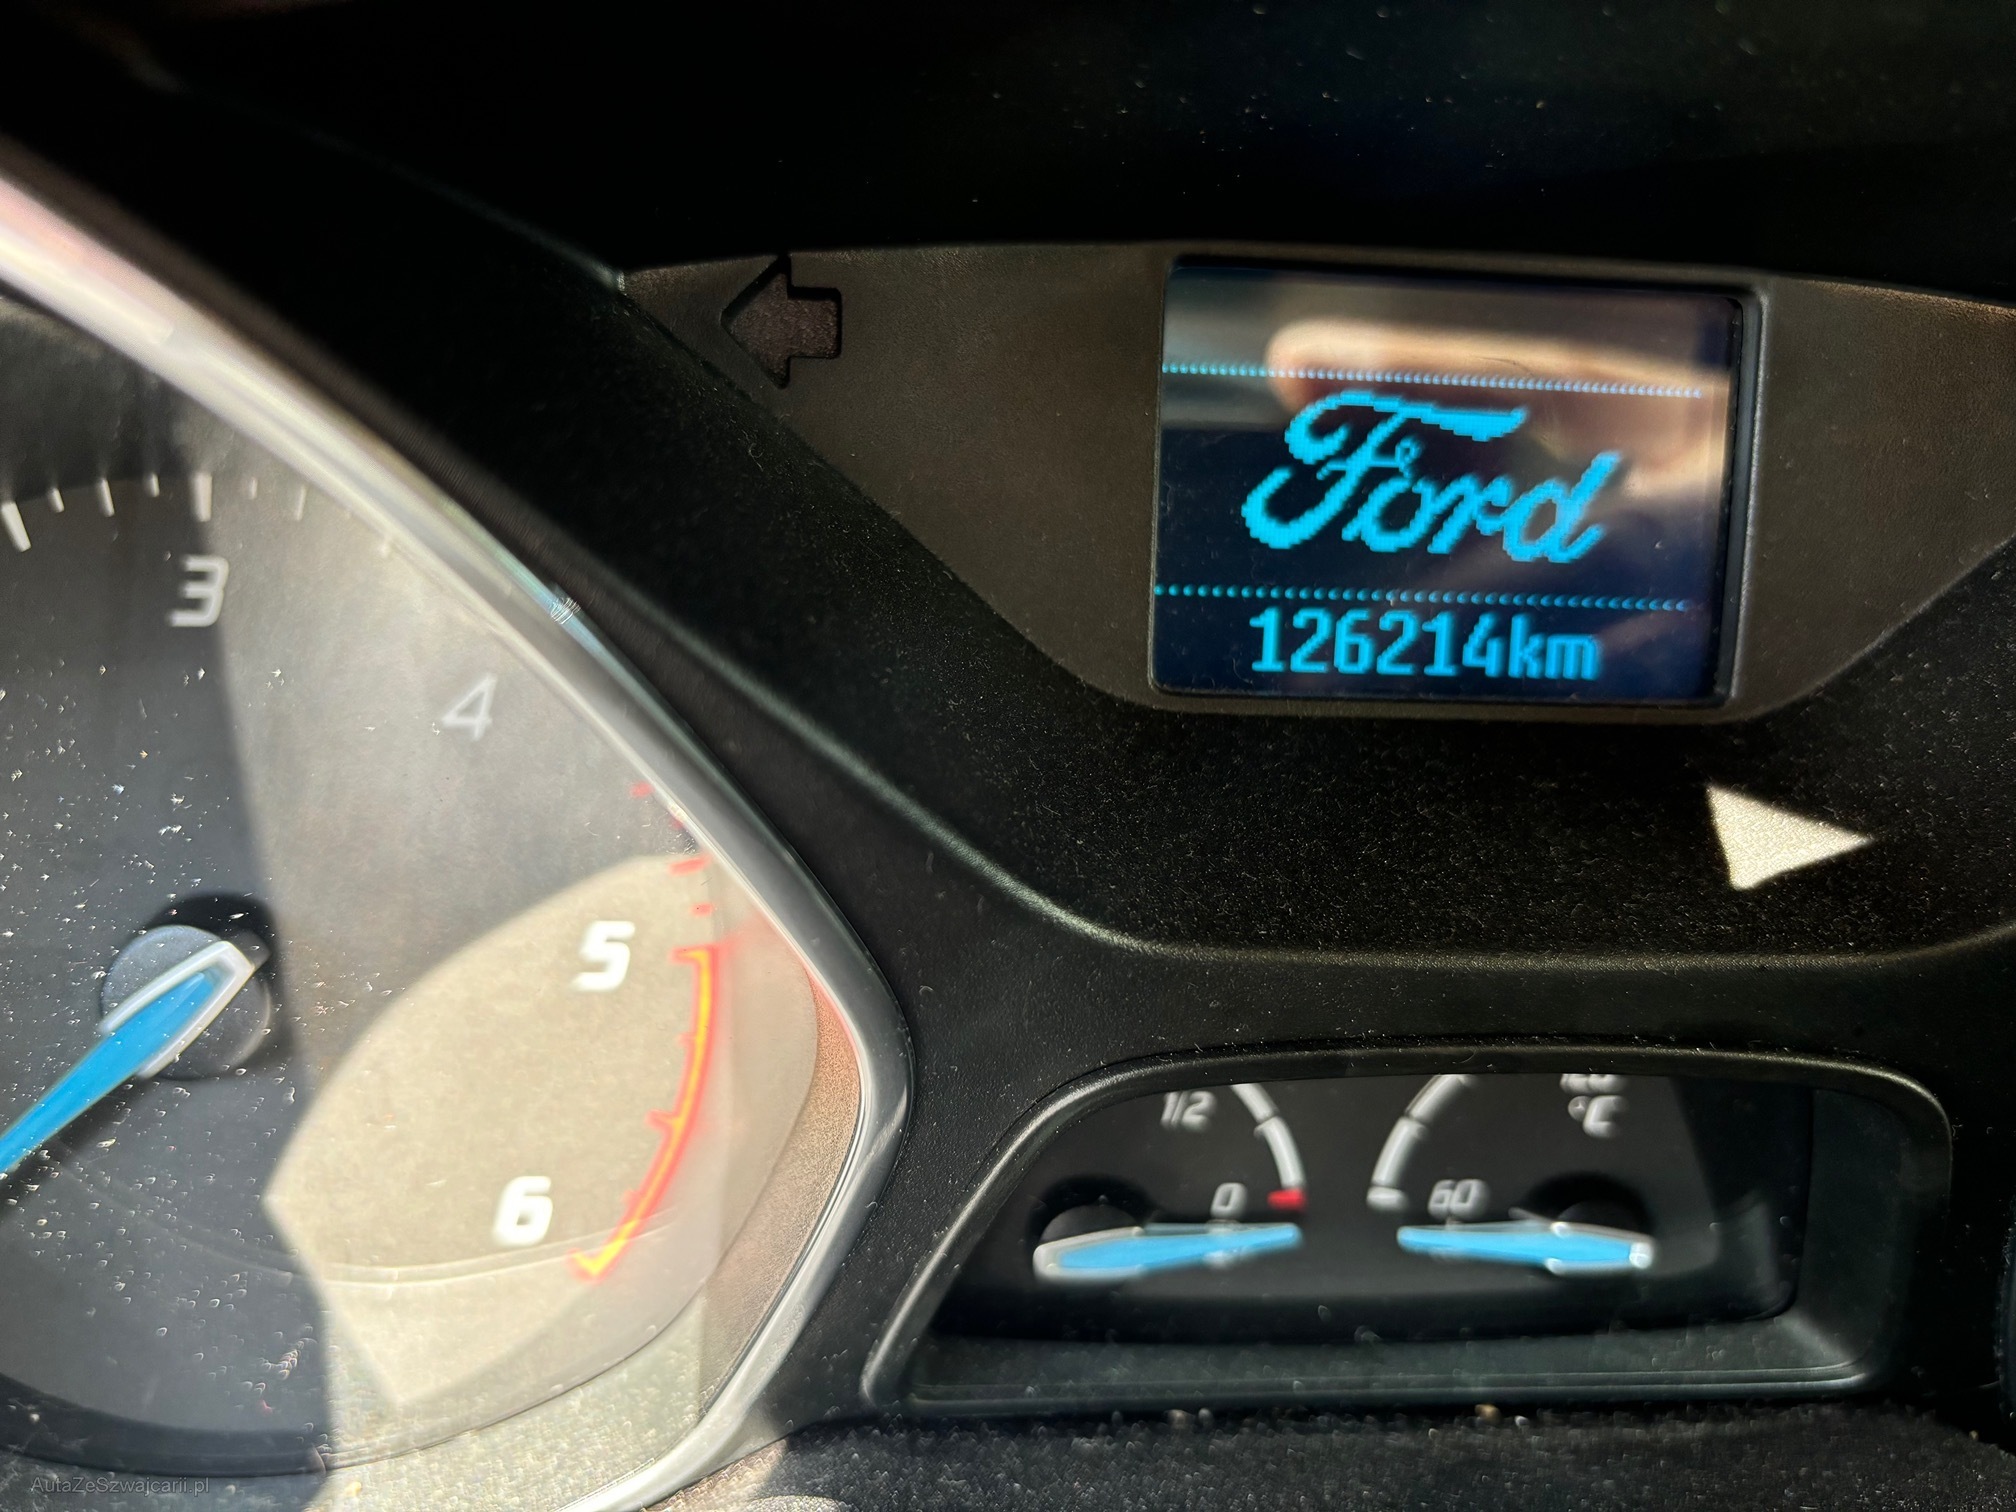 Ford
126214km
3
4
5
6
1/2
0
°C
60
AutaZeSzwajcarii.pl